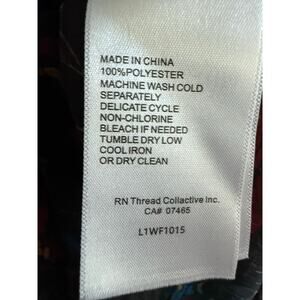 MADE IN CHINA
100%POLYESTER
MACHINE WASH COLD
SEPARATELY
DELICATE CYCLE
NON-CHLORINE
BLEACH IF NEEDED
TUMBLE DRY LOW
COOL IRON
OR DRY CLEAN
RN Thread Collactive Inc.
CA# 07465
L1WF1015